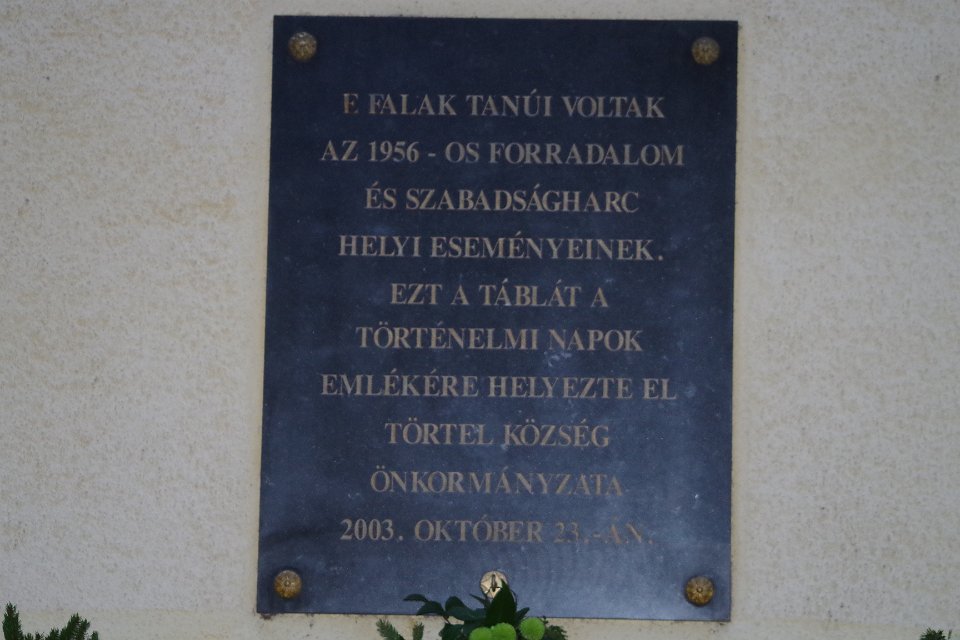 E FALAK TANÚI VOLTAK
AZ 1956 - OS FORRADALOM
ÉS SZABADSÁGHARC
HELYI ESEMÉNYEINEK.
EZT A TÁBLÁT A
TÖRTÉNELMI NAPOK
EMLÉKÉRE HELYEZTE EL
TÖRTEL KÖZSÉG
ÖNKORMÁNYZATA
2003. OKTÓBER 23.-ÁN.